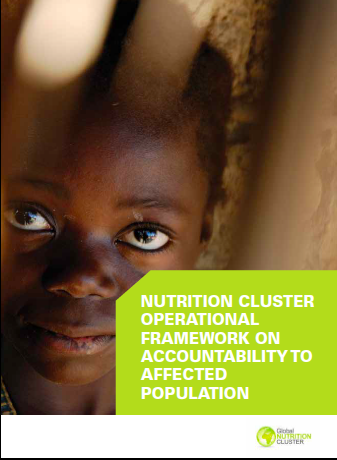 NUTRITION CLUSTER
OPERATIONAL
FRAMEWORK ON
ACCOUNTABILITY TO
AFFECTED
POPULATION
Global
NUTRITION
CLUSTER